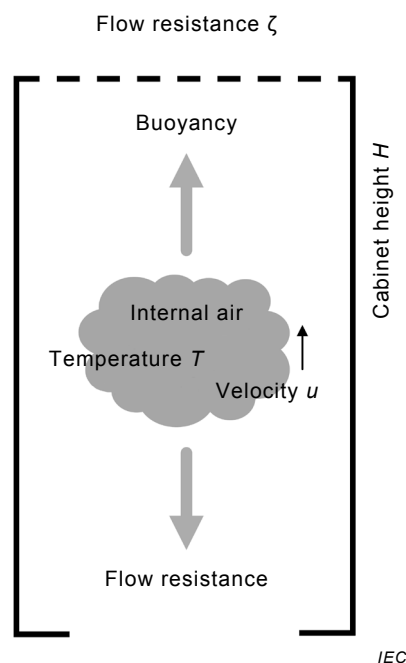 Flow resistance ζ
Buoyancy
Cabinet height H
Internal air
Temperature T
Velocity u
Flow resistance
IEC